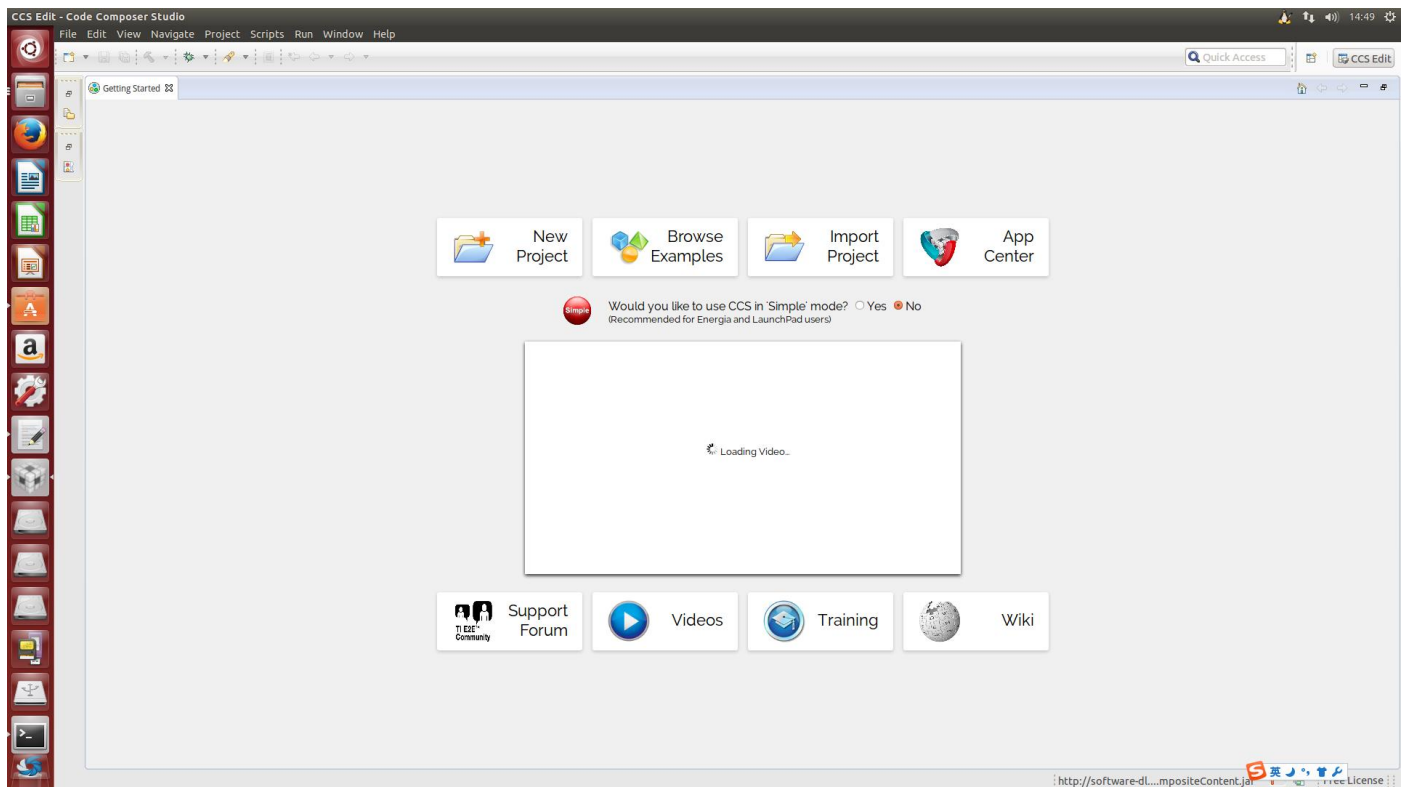 CCS Edit - Code Composer Studio
14:49
File Edit View Navigate Project Scripts Run Window Help
Quick Access
CCS Edit
Getting Started
New Project
Browse Examples
Import Project
App Center
Simple
Would you like to use CCS in 'Simple' mode? Yes No
(Recommended for Energia and LaunchPad users)
Loading Video...
TI E2E™ Community
Support Forum
Videos
Training
Wiki
http://software-dl....mpositeContent.jar
英
Free License